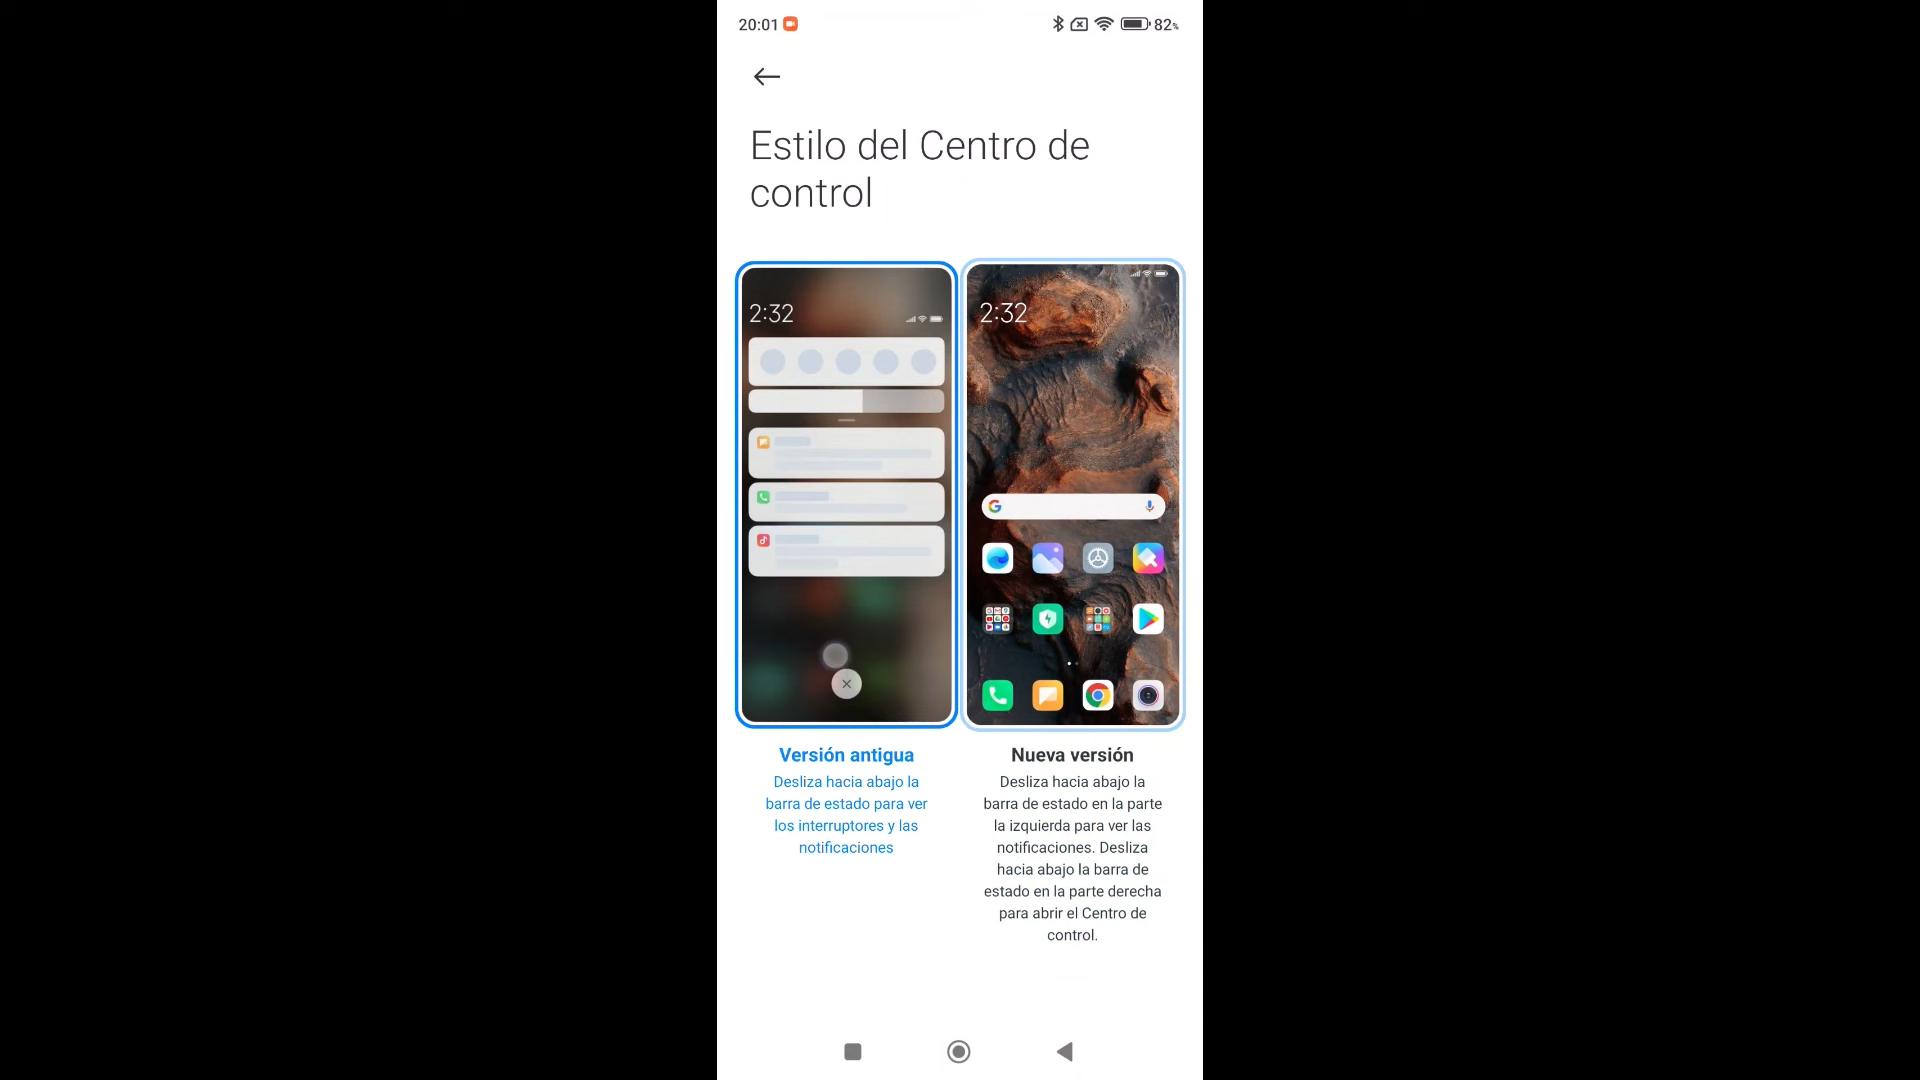 20:01
82%
Estilo del Centro de
control
2:32
2:32
Versión antigua
Desliza hacia abajo la
barra de estado para ver
los interruptores y las
notificaciones
Nueva versión
Desliza hacia abajo la
barra de estado en la parte
la izquierda para ver las
notificaciones. Desliza
hacia abajo la barra de
estado en la parte derecha
para abrir el Centro de
control.